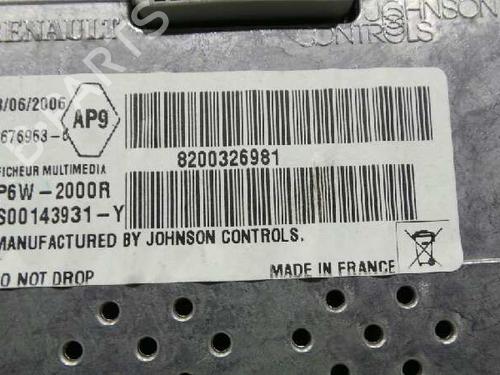 RENAULT
JOHNSON
CONTROLS
/06/2006
AP9
676963-
8200326981
FICHEUR MULTIMEDIA
P6W-2000R
S00143931-Y
MANUFACTURED BY JOHNSON CONTROLS.
O NOT DROP
MADE IN FRANCE